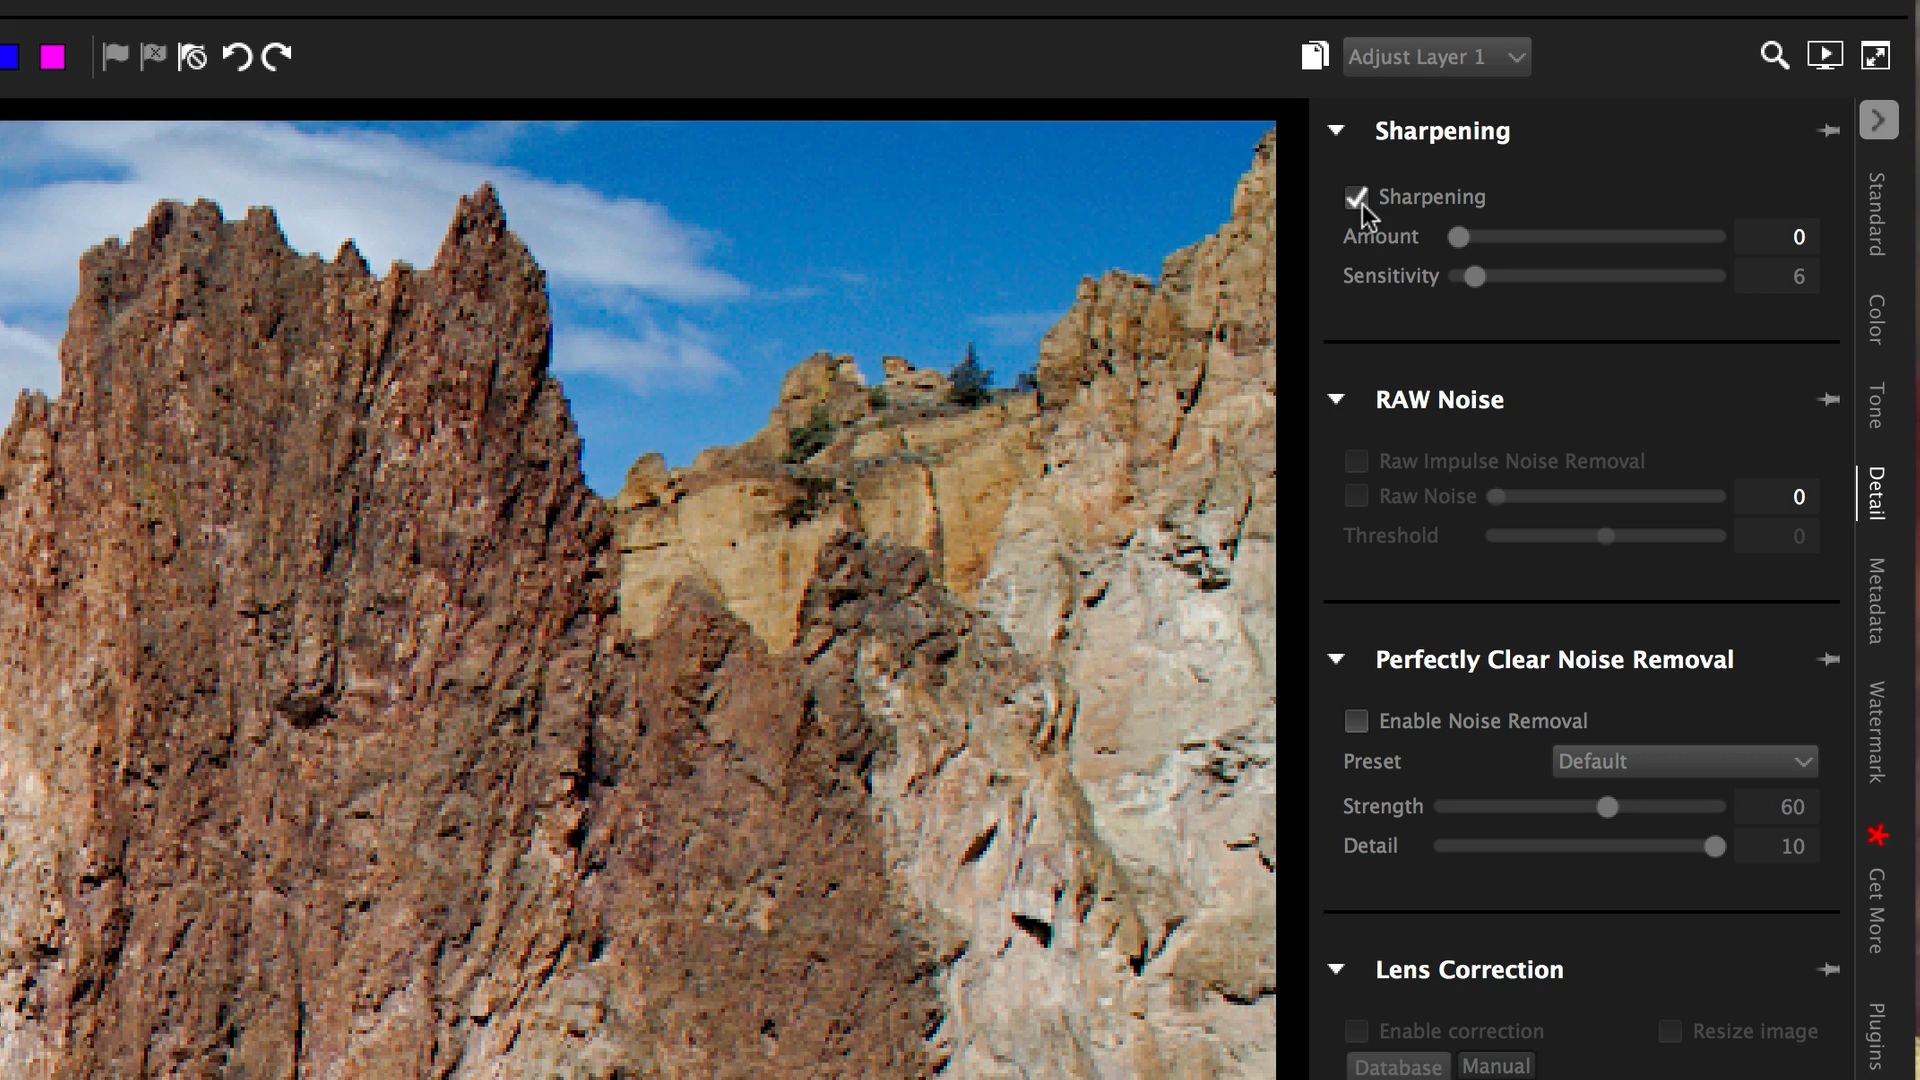 Adjust Layer 1
Sharpening
Sharpening
Amount 0
Sensitivity 6
RAW Noise
Raw Impulse Noise Removal
Raw Noise 0
Threshold 0
Perfectly Clear Noise Removal
Enable Noise Removal
Preset Default
Strength 60
Detail 10
Lens Correction
Enable correction Resize image
Database Manual
Standard
Color
Tone
Detail
Metadata
Watermark
Get More
Plugins